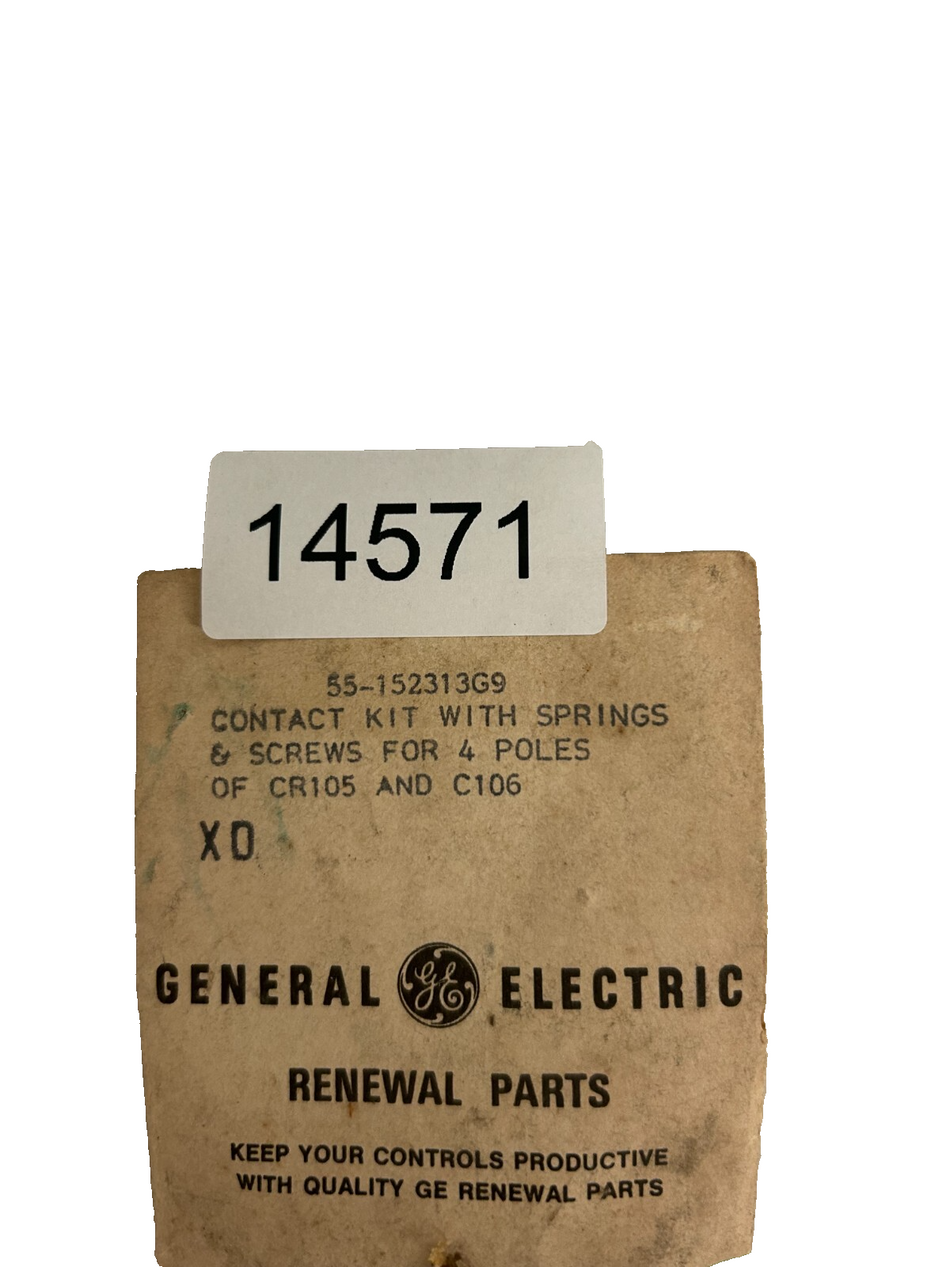 14571
55-152313G9
CONTACT KIT WITH SPRINGS
& SCREWS FOR 4 POLES
OF CR105 AND C106
XO
GENERAL GE ELECTRIC
RENEWAL PARTS
KEEP YOUR CONTROLS PRODUCTIVE
WITH QUALITY GE RENEWAL PARTS